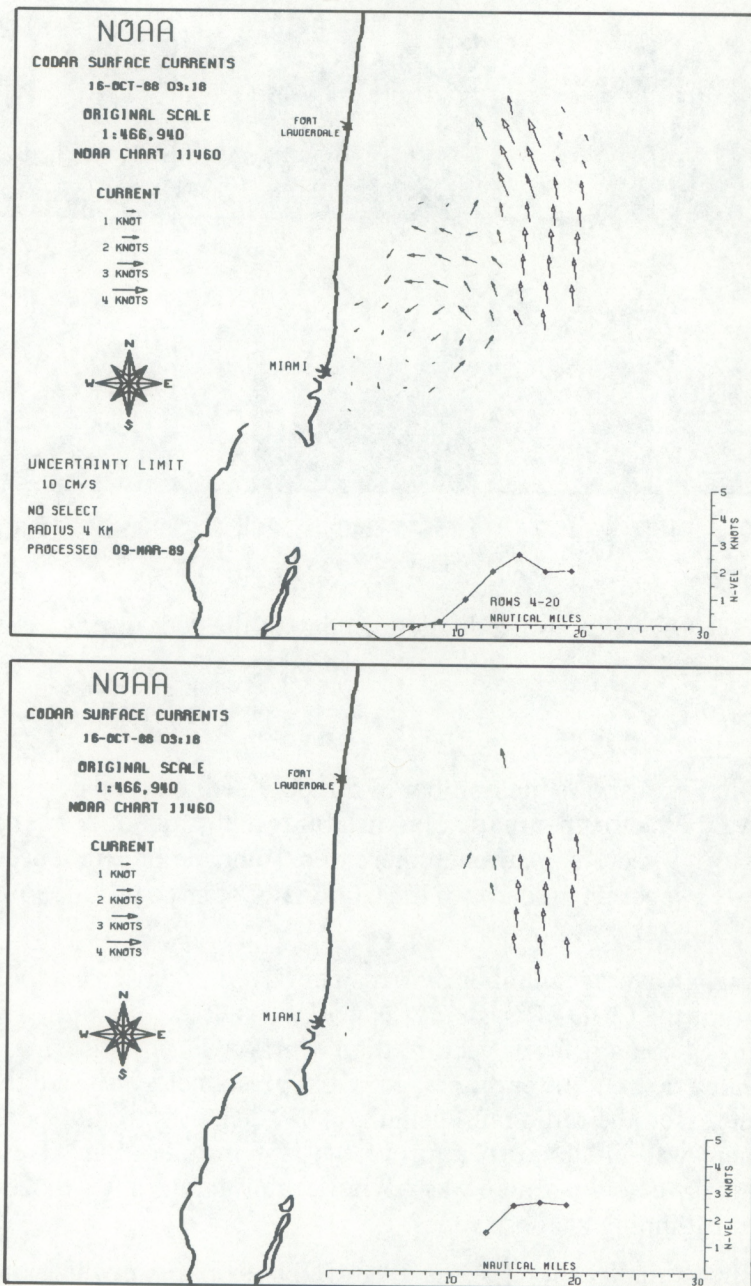 NOAA
CODAR SURFACE CURRENTS
16-OCT-88 03:18
ORIGINAL SCALE
1:466,940
NOAA CHART 11460
CURRENT
1 KNOT
2 KNOTS
3 KNOTS
4 KNOTS
N
W E
S
UNCERTAINTY LIMIT
10 CM/S
NO SELECT
RADIUS 4 KM
PROCESSED 09-MAR-89
FORT
LAUDERDALE
MIAMI
5
4
3
2
1
N-VEL KNOTS
ROWS 4-20
NAUTICAL MILES
0 10 20 30
NOAA
CODAR SURFACE CURRENTS
16-OCT-88 03:18
ORIGINAL SCALE
1:466,940
NOAA CHART 11460
CURRENT
1 KNOT
2 KNOTS
3 KNOTS
4 KNOTS
N
W E
S
FORT
LAUDERDALE
MIAMI
5
4
3
2
1
N-VEL KNOTS
NAUTICAL MILES
0 10 20 30